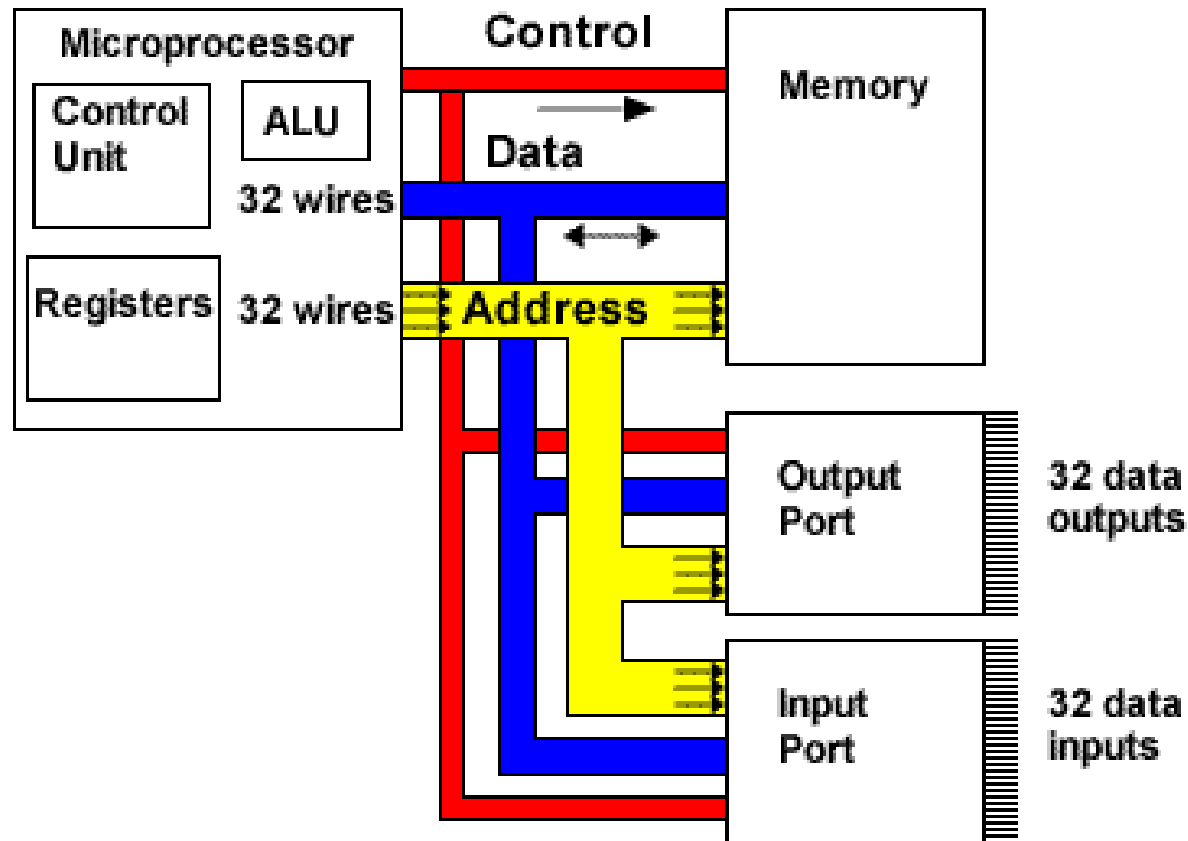 Microprocessor
Control
Unit
ALU
32 wires
Registers
32 wires
Control
Data
Address
Memory
Output
Port
32 data
outputs
Input
Port
32 data
inputs